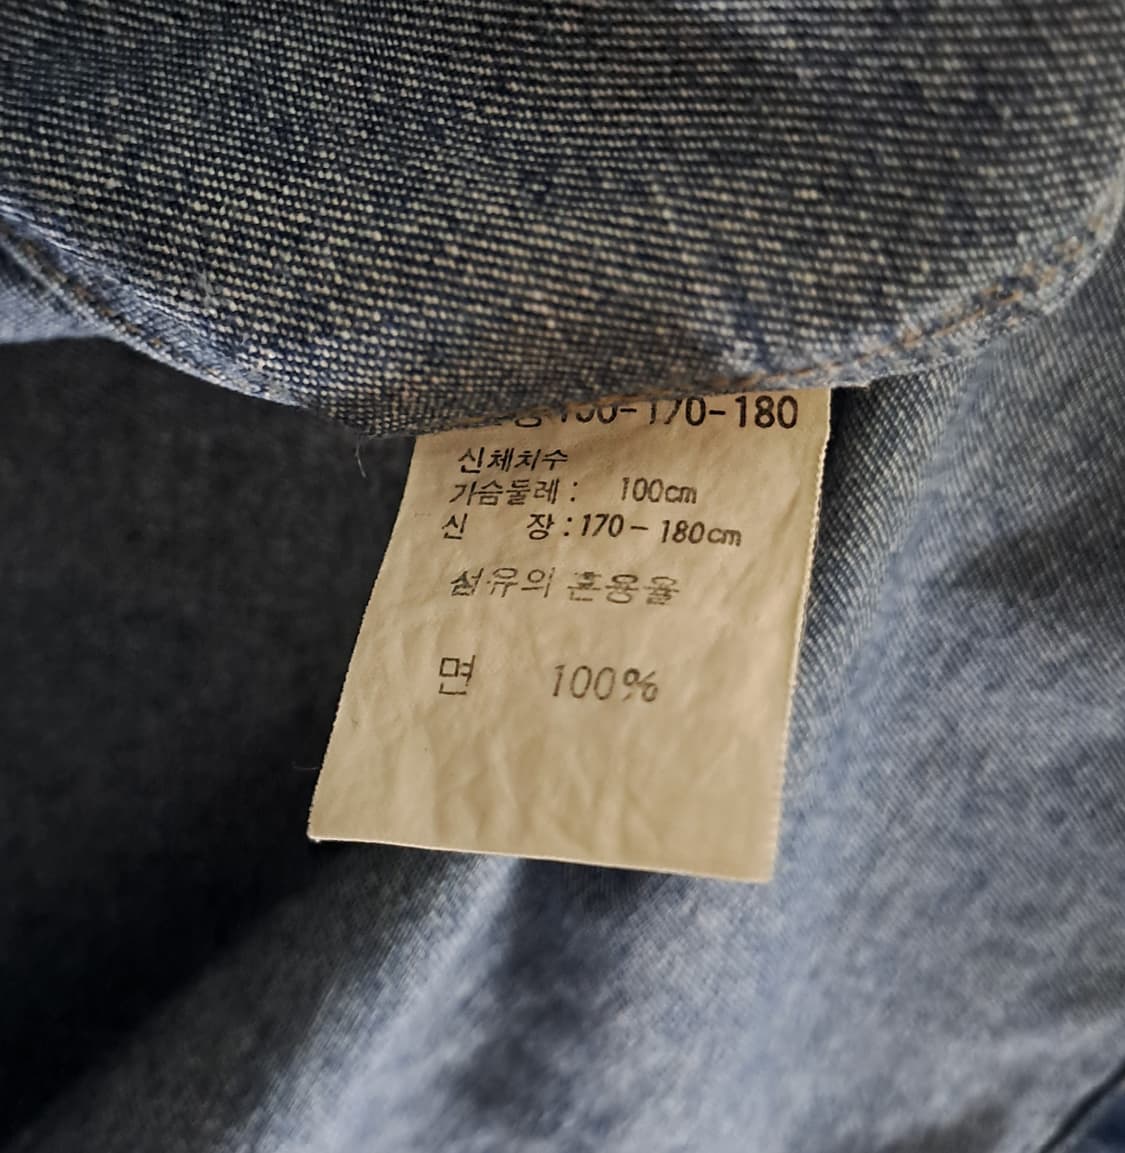 100-170-180
신체치수
가슴둘레 : 100cm
신 장 : 170 - 180cm
섬유의 혼용율
면 100%